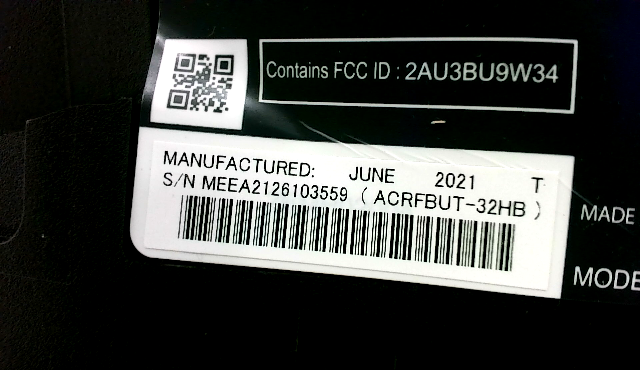 Contains FCC ID : 2AU3BU9W34
MANUFACTURED: JUNE 2021 T
S/N MEEA2126103559 ( ACRFBUT-32HB )
MADE
MODE